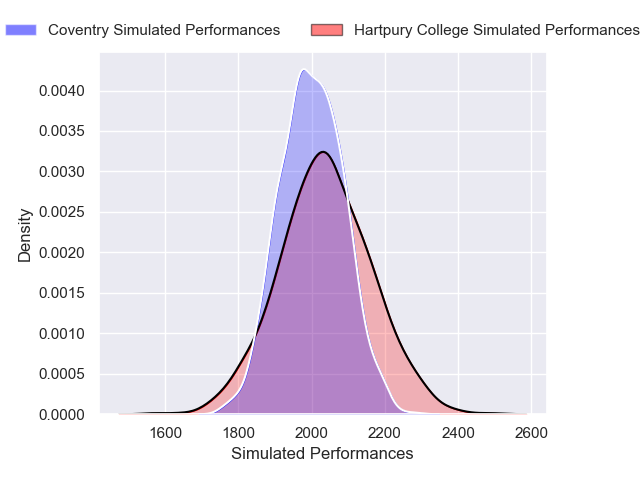 Coventry Simulated Performances
Hartpury College Simulated Performances
0.0040
0.0035
0.0030
0.0025
0.0020
0.0015
0.0010
0.0005
0.0000
Density
1600 1800 2000 2200 2400 2600
Simulated Performances